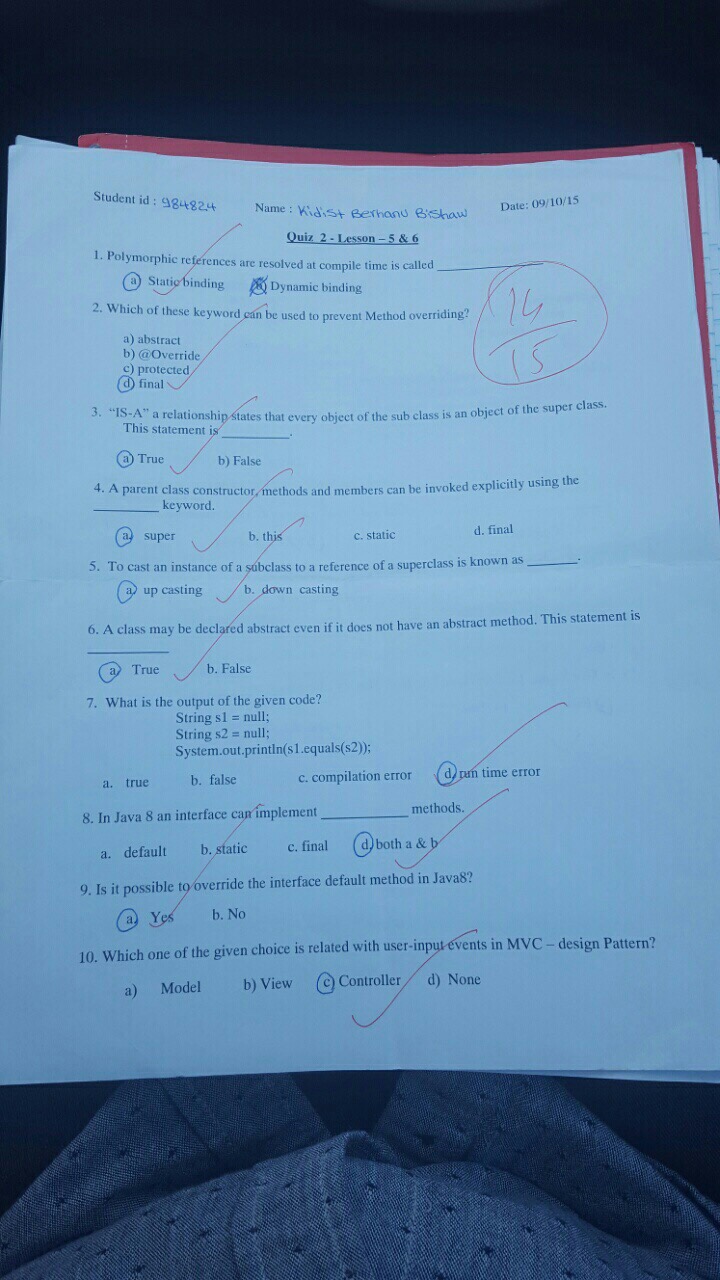 Student id : 984824 Name : Kidist Berhanu Bishaw Date: 09/10/15
Quiz 2 - Lesson – 5 & 6
1. Polymorphic references are resolved at compile time is called ____________
a) Static binding b) Dynamic binding
2. Which of these keyword can be used to prevent Method overriding?
a) abstract
b) @Override
c) protected
d) final
14
15
3. “IS-A” a relationship states that every object of the sub class is an object of the super class.
This statement is __________.
a) True b) False
4. A parent class constructor, methods and members can be invoked explicitly using the
_________ keyword.
a) super b. this c. static d. final
5. To cast an instance of a subclass to a reference of a superclass is known as _______.
a) up casting b. down casting
6. A class may be declared abstract even if it does not have an abstract method. This statement is
___________
a) True b. False
7. What is the output of the given code?
String s1 = null;
String s2 = null;
System.out.println(s1.equals(s2));
a. true b. false c. compilation error d) run time error
8. In Java 8 an interface can implement ____________ methods.
a. default b. static c. final d) both a & b
9. Is it possible to override the interface default method in Java8?
a. Yes b. No
10. Which one of the given choice is related with user-input events in MVC – design Pattern?
a) Model b) View c) Controller d) None